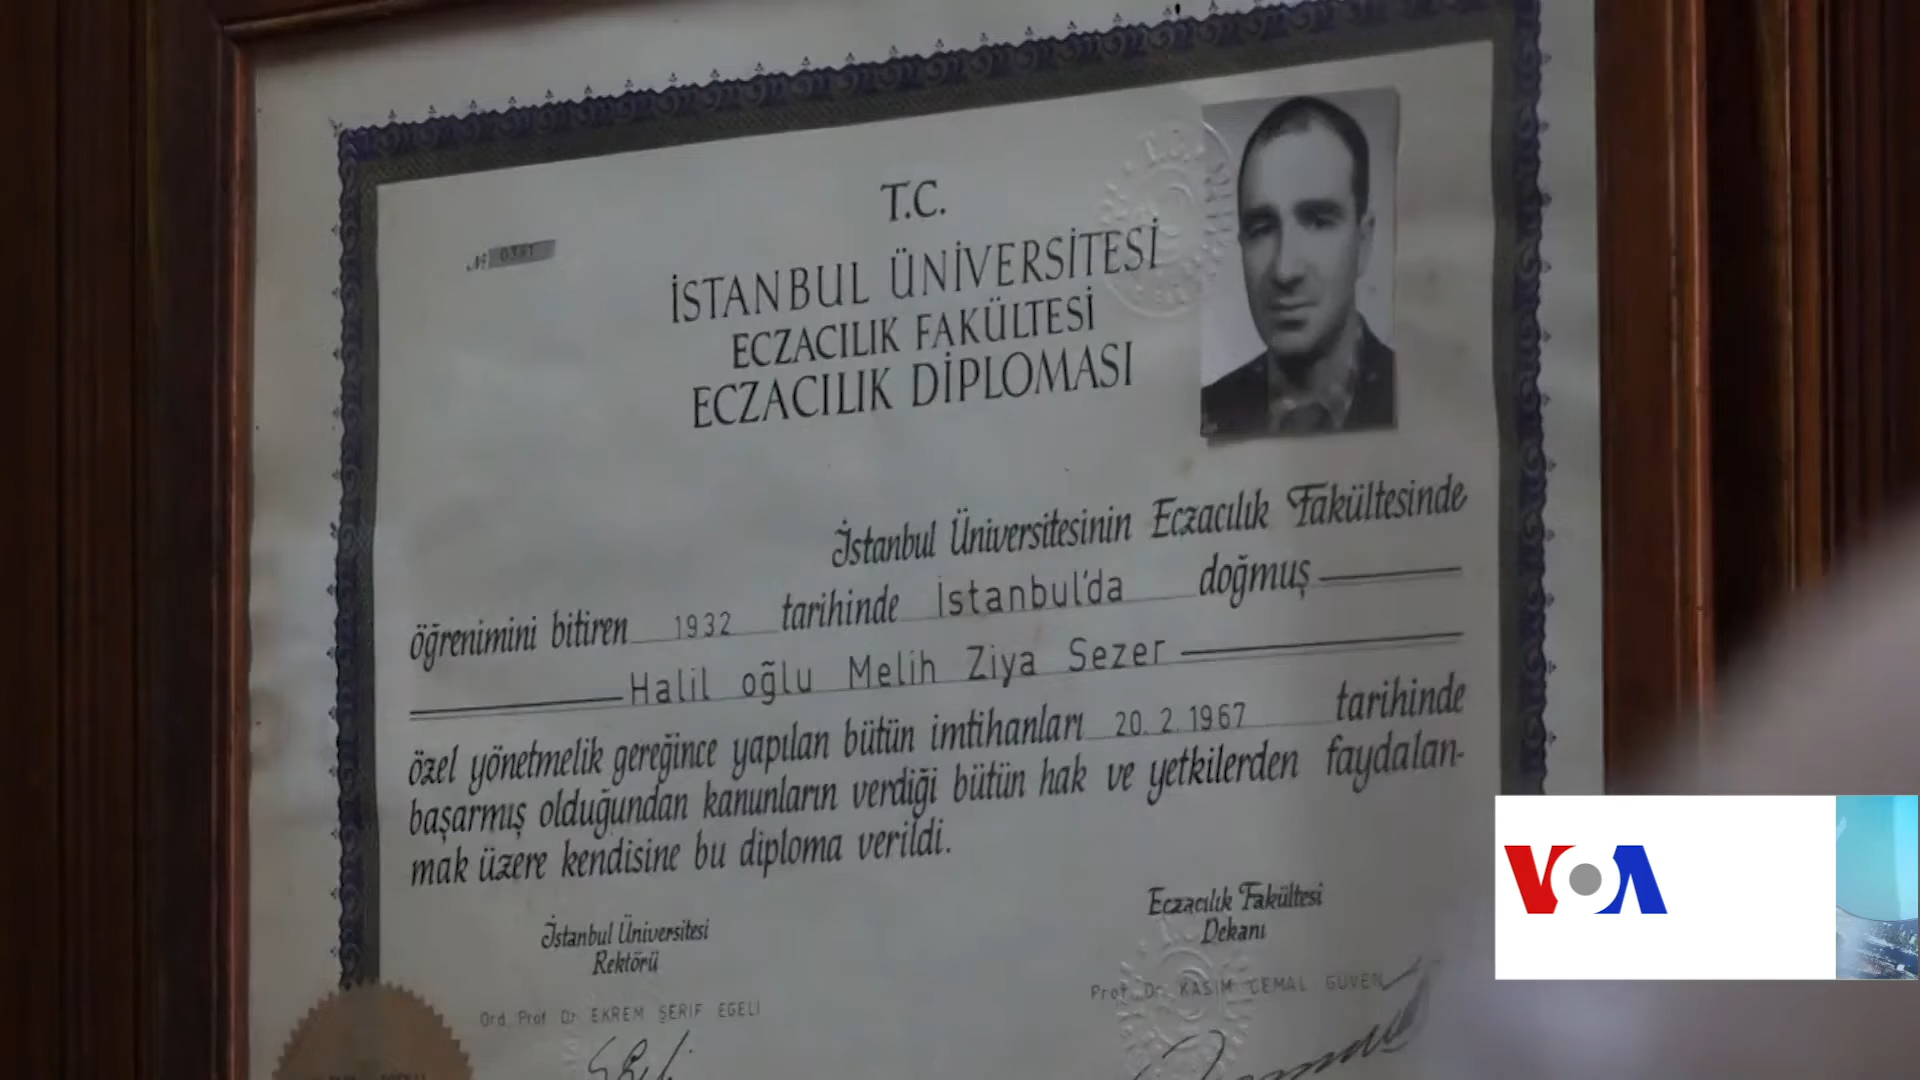 T.C.
İSTANBUL ÜNİVERSİTESİ
ECZACILIK FAKÜLTESİ
ECZACILIK DİPLOMASI
İstanbul Üniversitesinin Eczacılık Fakültesinde
öğrenimini bitiren 1932 tarihinde İstanbul'da doğmuş
Halil oğlu Melih Ziya Sezer
özel yönetmelik gereğince yapılan bütün imtihanları 20.2.1967 tarihinde
başarmış olduğundan kanunların verdiği bütün hak ve yetkilerden faydalan-
mak üzere kendisine bu diploma verildi.
İstanbul Üniversitesi
Rektörü
Ord. Prof. Dr. EKREM ŞERİF EGELİ
Eczacılık Fakültesi
Dekanı
Prof. Dr. KASIM CEMAL GÜVEN
VOA